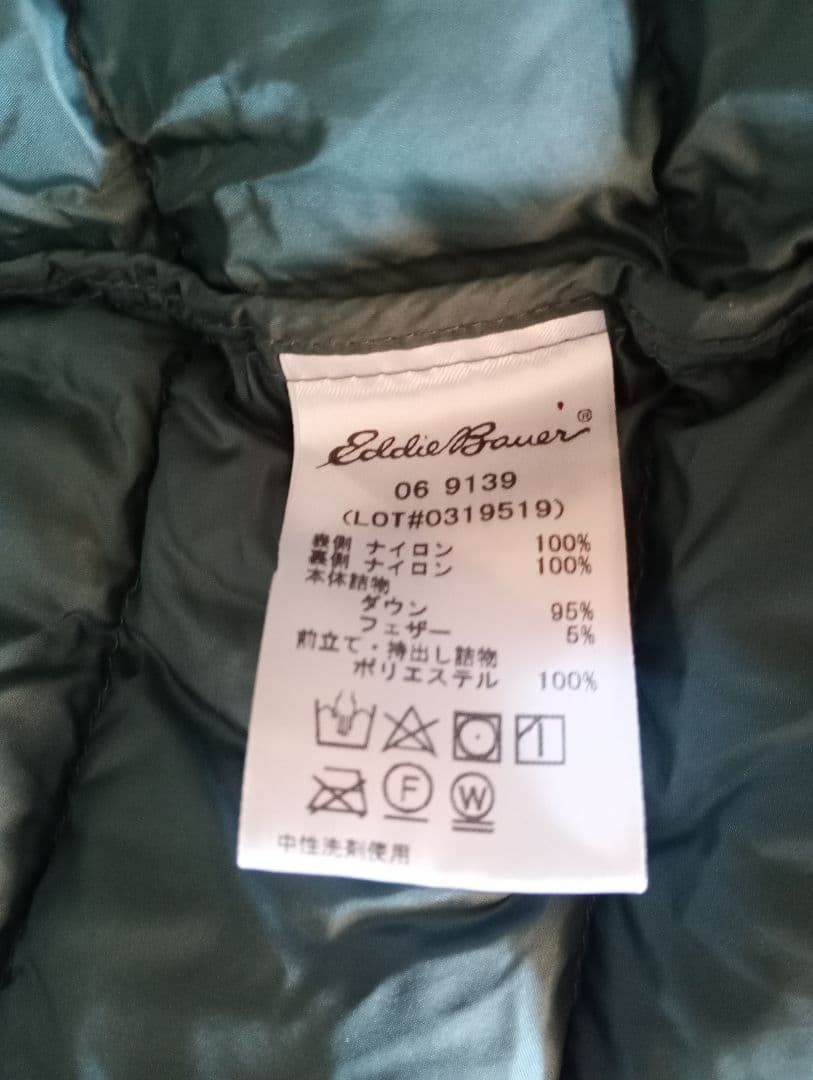 Eddie Bauer®
06 9139
(LOT#0319519)
表側 ナイロン 100%
裏側 ナイロン 100%
本体詰物
ダウン 95%
フェザー 5%
前立て・持出し詰物
ポリエステル 100%
F
W
中性洗剤使用